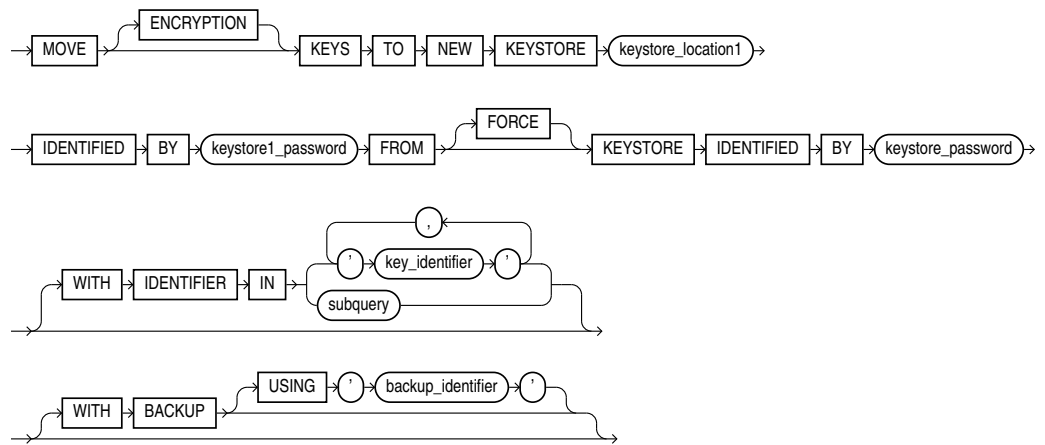 ENCRYPTION
MOVE KEYS TO NEW KEYSTORE keystore_location1
FORCE
IDENTIFIED BY keystore1_password FROM KEYSTORE IDENTIFIED BY keystore_password
,
WITH IDENTIFIER IN ' key_identifier '
subquery
USING ' backup_identifier '
WITH BACKUP